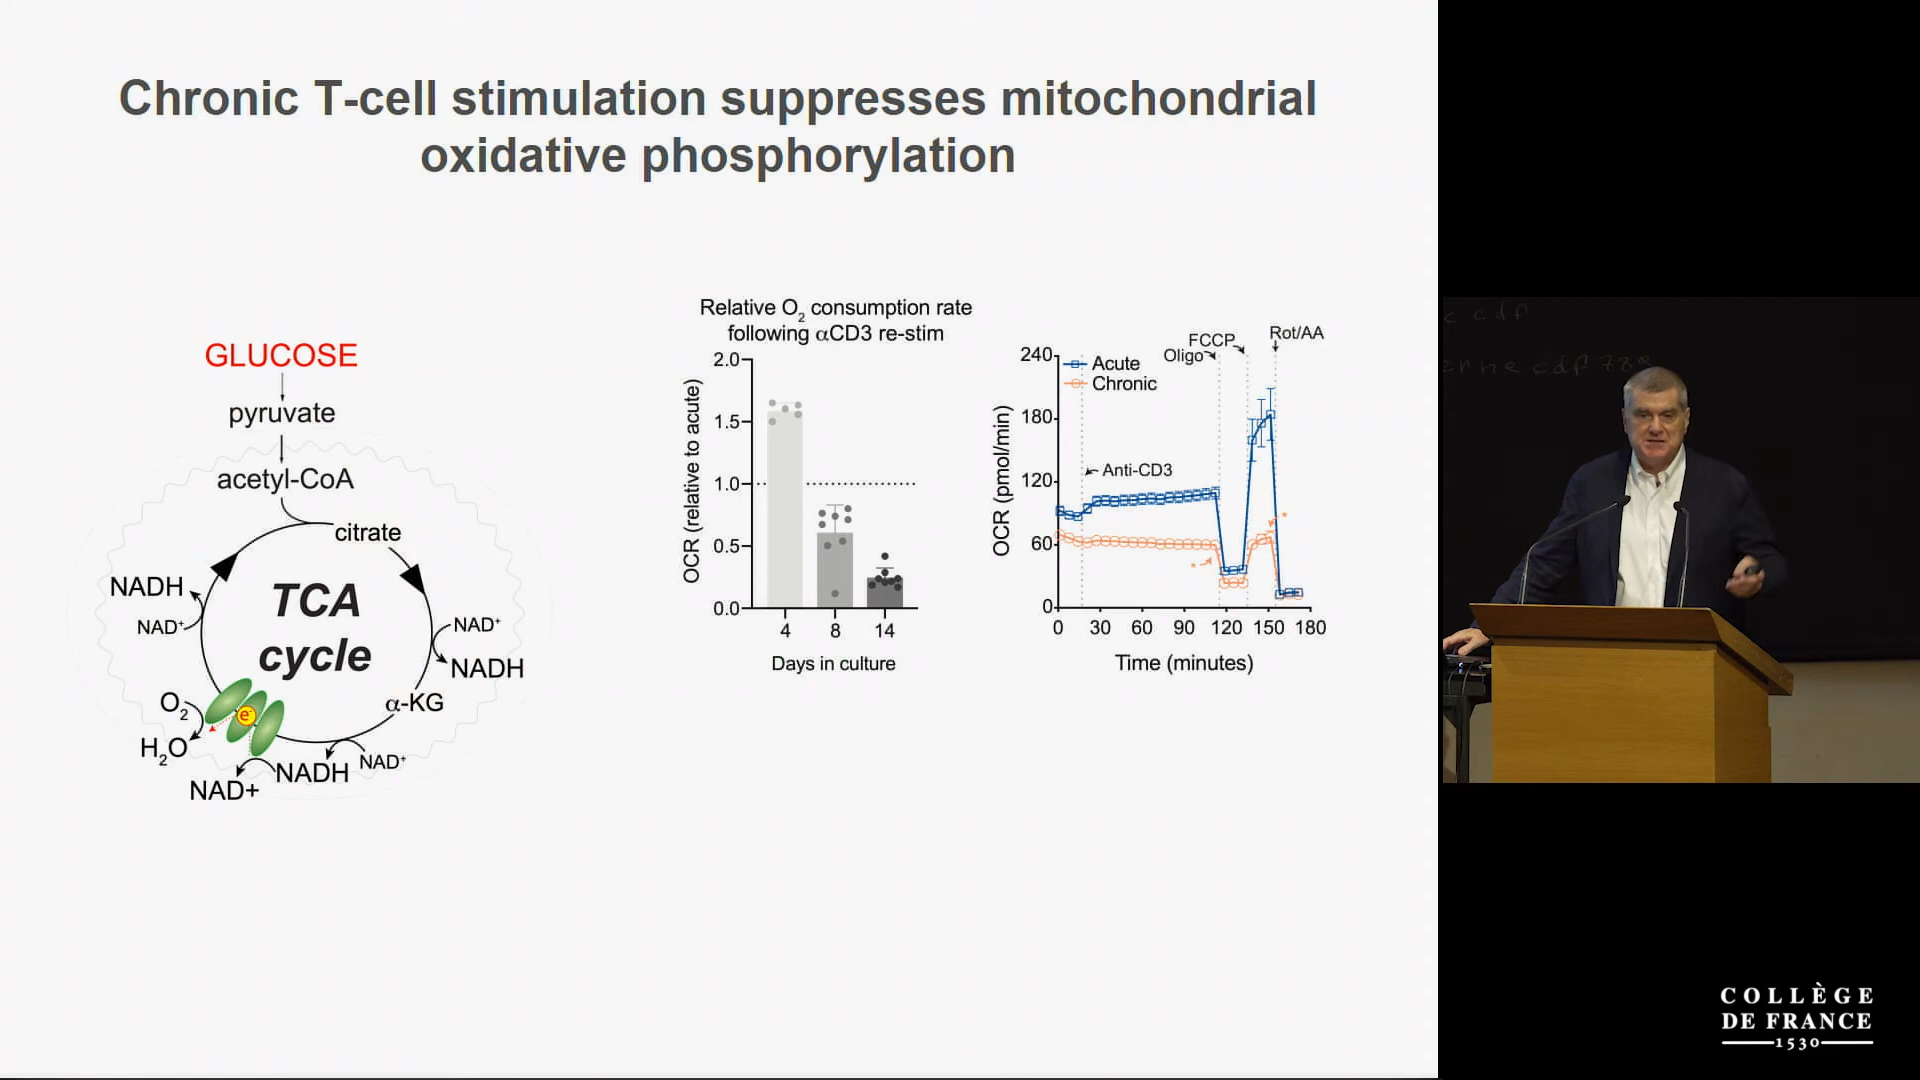 Chronic T-cell stimulation suppresses mitochondrial
oxidative phosphorylation
GLUCOSE
pyruvate
acetyl-CoA
citrate
NADH
NAD⁺
TCA
cycle
NAD⁺
NADH
α-KG
O₂
e⁻
H₂O
NADH
NAD⁺
NAD+
Relative O₂ consumption rate
following αCD3 re-stim
OCR (relative to acute)
2.0
1.5
1.0
0.5
0.0
4 8 14
Days in culture
FCCP
Rot/AA
Oligo
Acute
Chronic
Anti-CD3
OCR (pmol/min)
240
180
120
60
0
*
*
0 30 60 90 120 150 180
Time (minutes)
COLLÈGE
DE FRANCE
1530